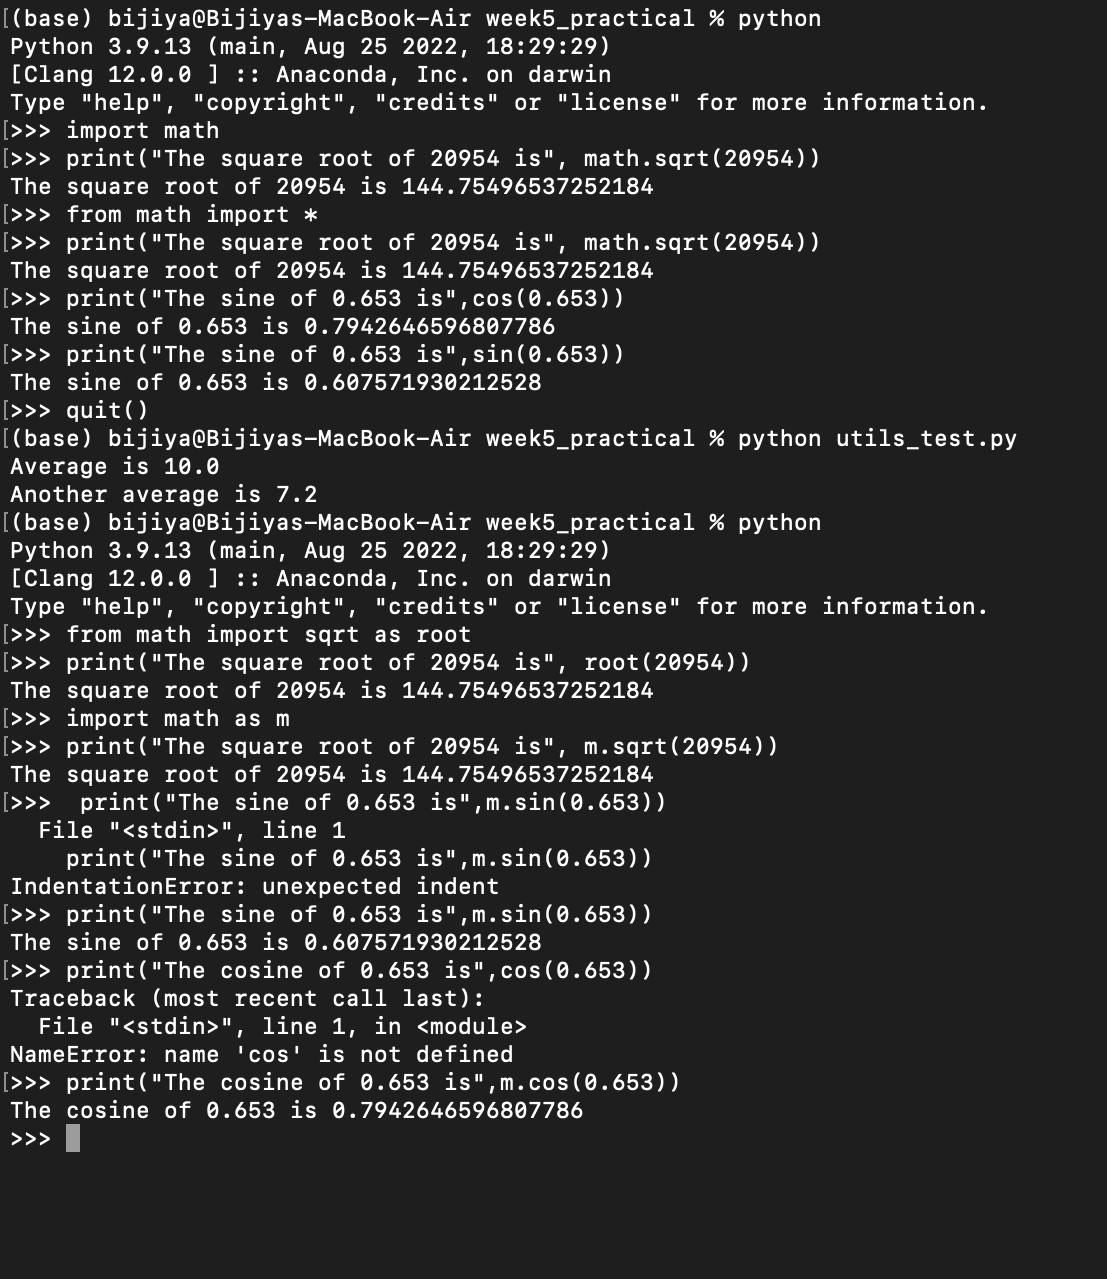 [(base) bijiya@Bijiyas-MacBook-Air week5_practical % python
Python 3.9.13 (main, Aug 25 2022, 18:29:29)
[Clang 12.0.0 ] :: Anaconda, Inc. on darwin
Type "help", "copyright", "credits" or "license" for more information.
[>>> import math
[>>> print("The square root of 20954 is", math.sqrt(20954))
The square root of 20954 is 144.75496537252184
[>>> from math import *
[>>> print("The square root of 20954 is", math.sqrt(20954))
The square root of 20954 is 144.75496537252184
[>>> print("The sine of 0.653 is",cos(0.653))
The sine of 0.653 is 0.7942646596807786
[>>> print("The sine of 0.653 is",sin(0.653))
The sine of 0.653 is 0.607571930212528
[>>> quit()
[(base) bijiya@Bijiyas-MacBook-Air week5_practical % python utils_test.py
Average is 10.0
Another average is 7.2
[(base) bijiya@Bijiyas-MacBook-Air week5_practical % python
Python 3.9.13 (main, Aug 25 2022, 18:29:29)
[Clang 12.0.0 ] :: Anaconda, Inc. on darwin
Type "help", "copyright", "credits" or "license" for more information.
[>>> from math import sqrt as root
[>>> print("The square root of 20954 is", root(20954))
The square root of 20954 is 144.75496537252184
[>>> import math as m
[>>> print("The square root of 20954 is", m.sqrt(20954))
The square root of 20954 is 144.75496537252184
[>>>  print("The sine of 0.653 is",m.sin(0.653))
  File "<stdin>", line 1
    print("The sine of 0.653 is",m.sin(0.653))
IndentationError: unexpected indent
[>>> print("The sine of 0.653 is",m.sin(0.653))
The sine of 0.653 is 0.607571930212528
[>>> print("The cosine of 0.653 is",cos(0.653))
Traceback (most recent call last):
  File "<stdin>", line 1, in <module>
NameError: name 'cos' is not defined
[>>> print("The cosine of 0.653 is",m.cos(0.653))
The cosine of 0.653 is 0.7942646596807786
>>>